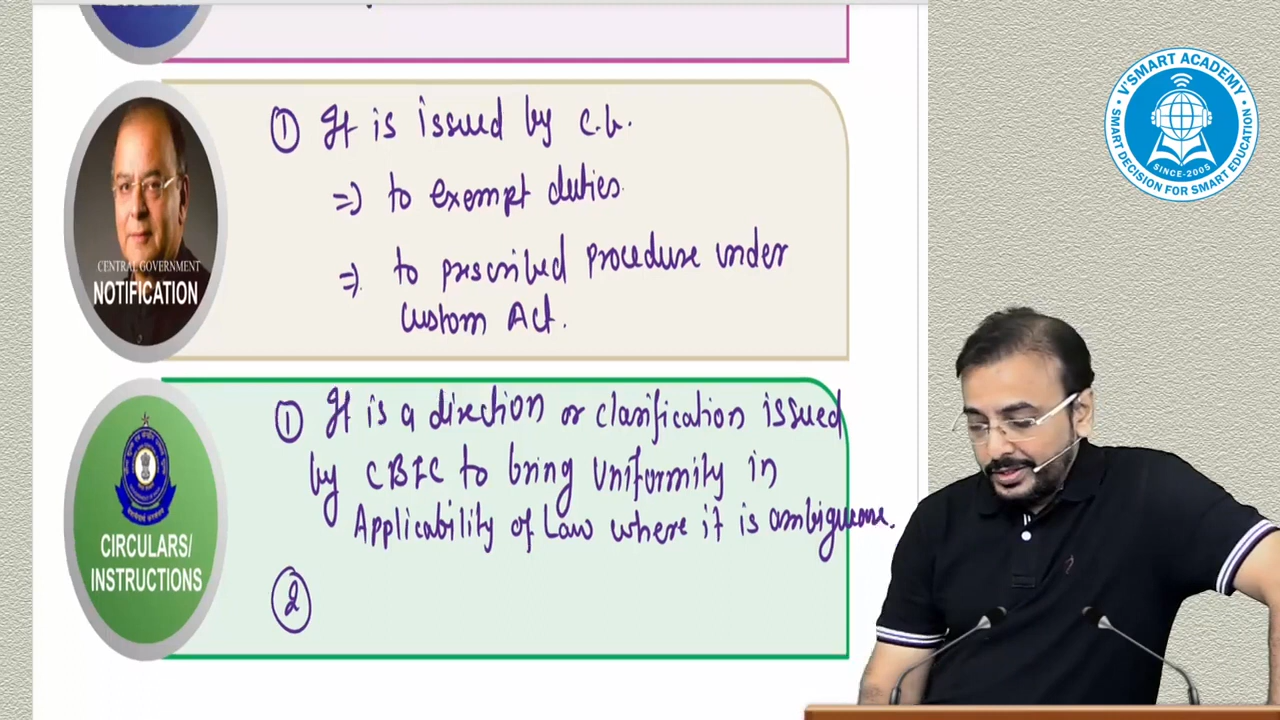 ① It is issued by C.G.
=> to exempt duties.
=> to prescribed procedure under
Custom Act.
CENTRAL GOVERNMENT
NOTIFICATION
① It is a direction or clarification issued
by CBIC to bring Uniformity in
Applicability of Law where it is
CIRCULARS/
INSTRUCTIONS
②
V'SMART ACADEMY
SINCE-2005
SMART DECISION FOR SMART EDUCATION